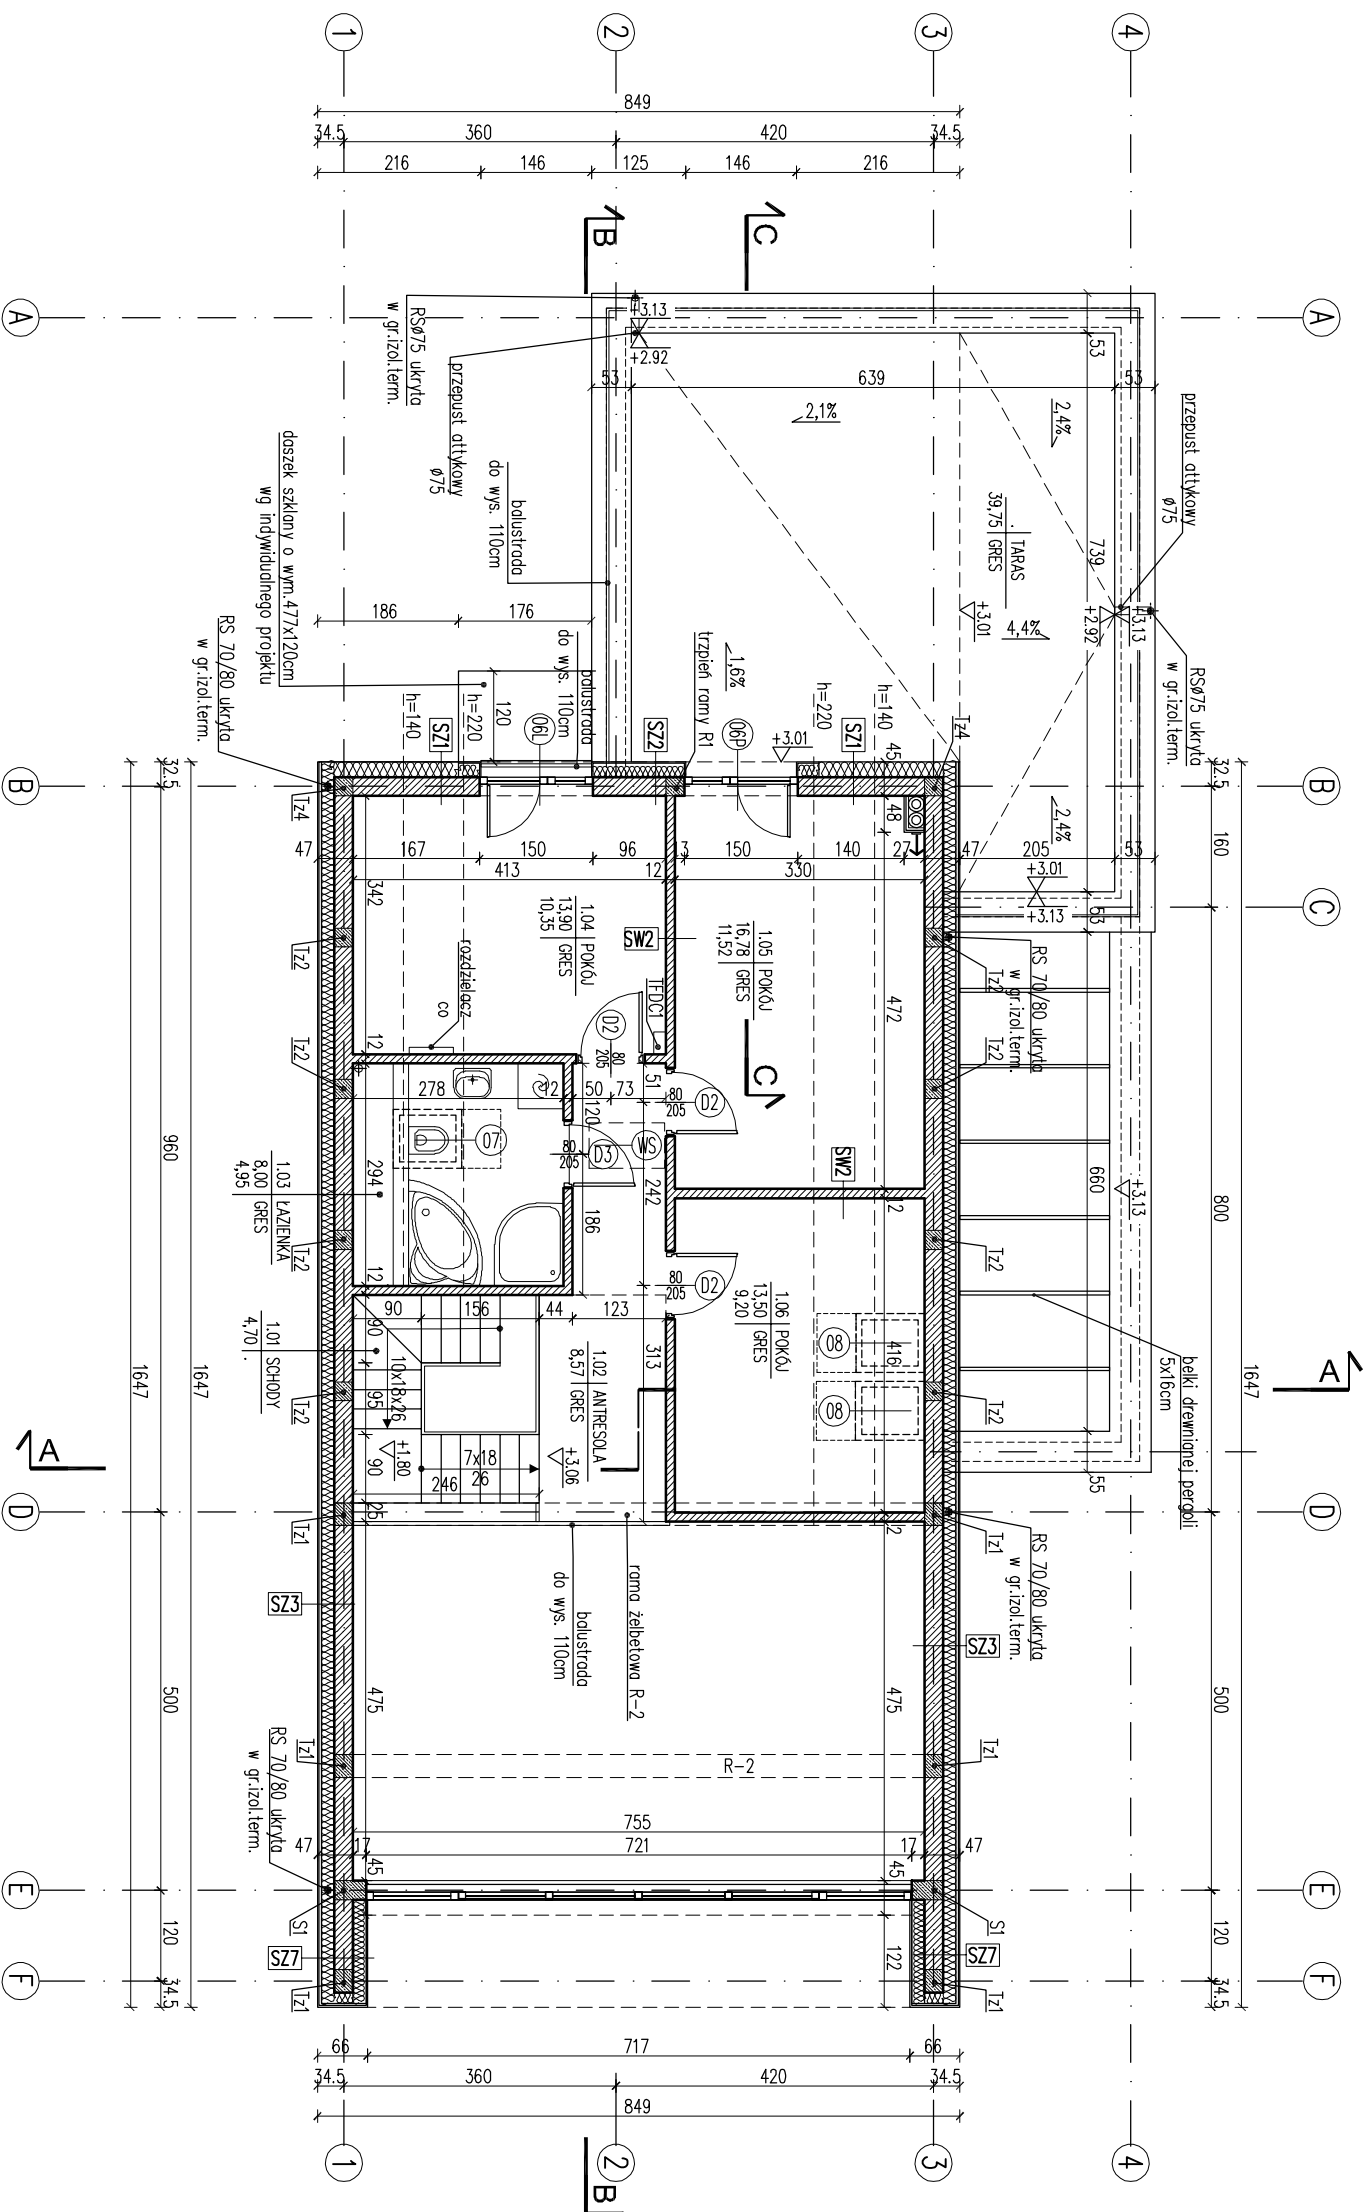 1
2
3
4
849
34.5
360
420
34.5
216
146
125
146
216
B
C
A
A
RSø75 ukryta
w gr.izol.term.
przepust attykowy
ø75
+3.13
+2.92
53
639
53
53
2,1%
2,4%
przepust attykowy
ø75
balustrada
do wys. 110cm
daszek szklany o wym.477x120cm
wg indywidualnego projektu
TARAS
39,75 GRES
739
186
176
+3.01
4,4%
+2.92
+3.13
RSø75 ukryta
w gr.izol.term.
RS 70/80 ukryta
w gr.izol.term.
120
balustrada
do wys. 110cm
trzpień ramy R1
1,6%
h=140
h=220
SZ1
06L
SZ2
06P
+3.01
h=220
h=140
SZ1
Tz4
45
32.5
B
Tz4
32.5
B
48
2,4%
160
47
167
150
96
13
150
140
27
47
205
53
413
12
330
+3.01
+3.13
C
53
342
1.04 POKÓJ
13,90 GRES
10,35
SW2
1.05 POKÓJ
16,78 GRES
11,52
Tz2
Tz2
RS 70/80 ukryta
w gr.izol.term.
rozdzielacz
co
TFDC1
472
C
D2
80
205
12
Tz2
Tz2
278
12
50
73
51
120
D2
80
205
07
D3
80
205
WS
SW2
960
294
1.03 ŁAZIENKA
8,00 GRES
4,95
242
186
12
660
+3.13
800
Tz2
Tz2
12
D2
80
205
90
156
44
123
90
1.01 SCHODY
4,70 .
10x18x26
95
1.02 ANTRESOLA
8,57 GRES
313
1.06 POKÓJ
13,50 GRES
9,20
08
08
416
Tz2
Tz2
belki drewnianej pergoli
5x16cm
1647
1647
1647
A
A
+1.80
90
7x18
26
+3.06
246
55
25
D
Tz1
12
D
Tz1
RS 70/80 ukryta
w gr.izol.term.
rama żelbetowa R-2
balustrada
do wys. 110cm
SZ3
SZ3
500
475
475
500
Tz1
R-2
Tz1
RS 70/80 ukryta
w gr.izol.term.
755
47
17
721
17
47
45
45
E
S1
S1
E
120
SZ7
122
SZ7
120
F
34.5
Tz1
Tz1
34.5
F
66
717
66
34.5
360
420
34.5
849
1
2
3
4
B